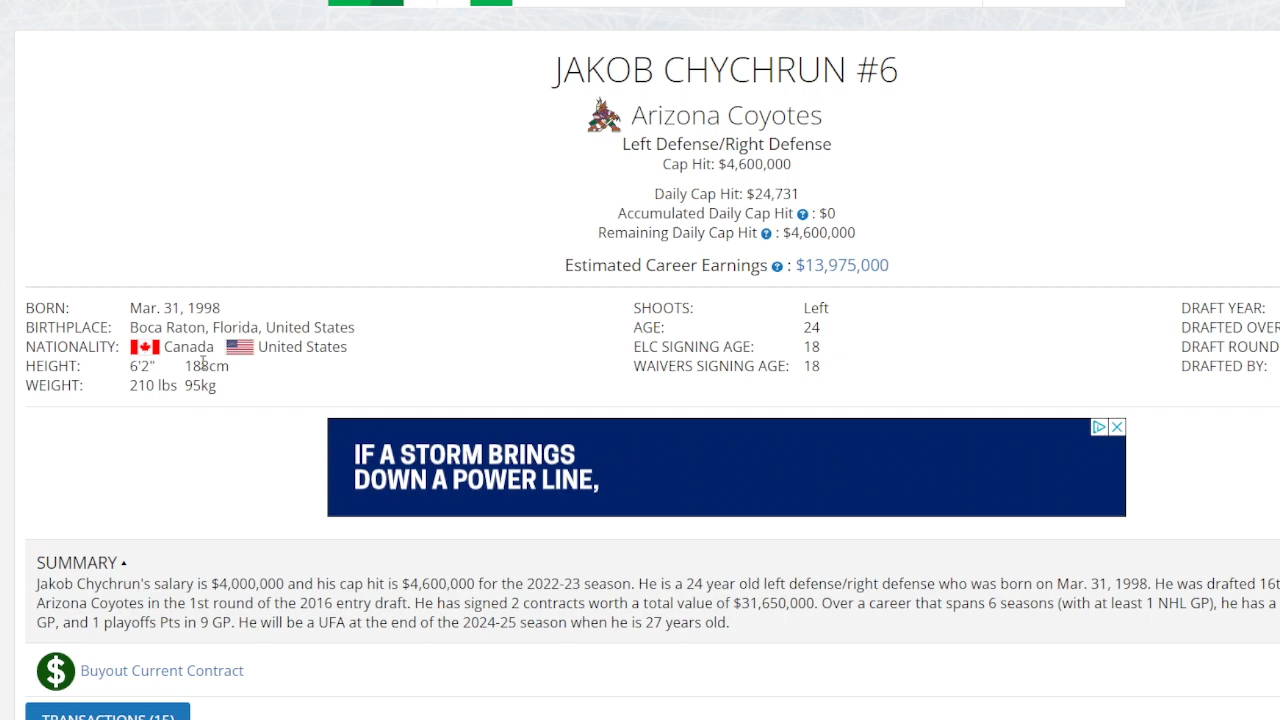 JAKOB CHYCHRUN #6
Arizona Coyotes
Left Defense/Right Defense
Cap Hit: $4,600,000
Daily Cap Hit: $24,731
Accumulated Daily Cap Hit ? : $0
Remaining Daily Cap Hit ? : $4,600,000
Estimated Career Earnings ? : $13,975,000
BORN: Mar. 31, 1998
BIRTHPLACE: Boca Raton, Florida, United States
NATIONALITY: Canada United States
HEIGHT: 6'2" 188cm
WEIGHT: 210 lbs 95kg
SHOOTS: Left
AGE: 24
ELC SIGNING AGE: 18
WAIVERS SIGNING AGE: 18
DRAFT YEAR:
DRAFTED OVER
DRAFT ROUND
DRAFTED BY:
IF A STORM BRINGS
DOWN A POWER LINE,
SUMMARY
Jakob Chychrun's salary is $4,000,000 and his cap hit is $4,600,000 for the 2022-23 season. He is a 24 year old left defense/right defense who was born on Mar. 31, 1998. He was drafted 16t
Arizona Coyotes in the 1st round of the 2016 entry draft. He has signed 2 contracts worth a total value of $31,650,000. Over a career that spans 6 seasons (with at least 1 NHL GP), he has a
GP, and 1 playoffs Pts in 9 GP. He will be a UFA at the end of the 2024-25 season when he is 27 years old.
$ Buyout Current Contract
TRANSACTIONS (15)